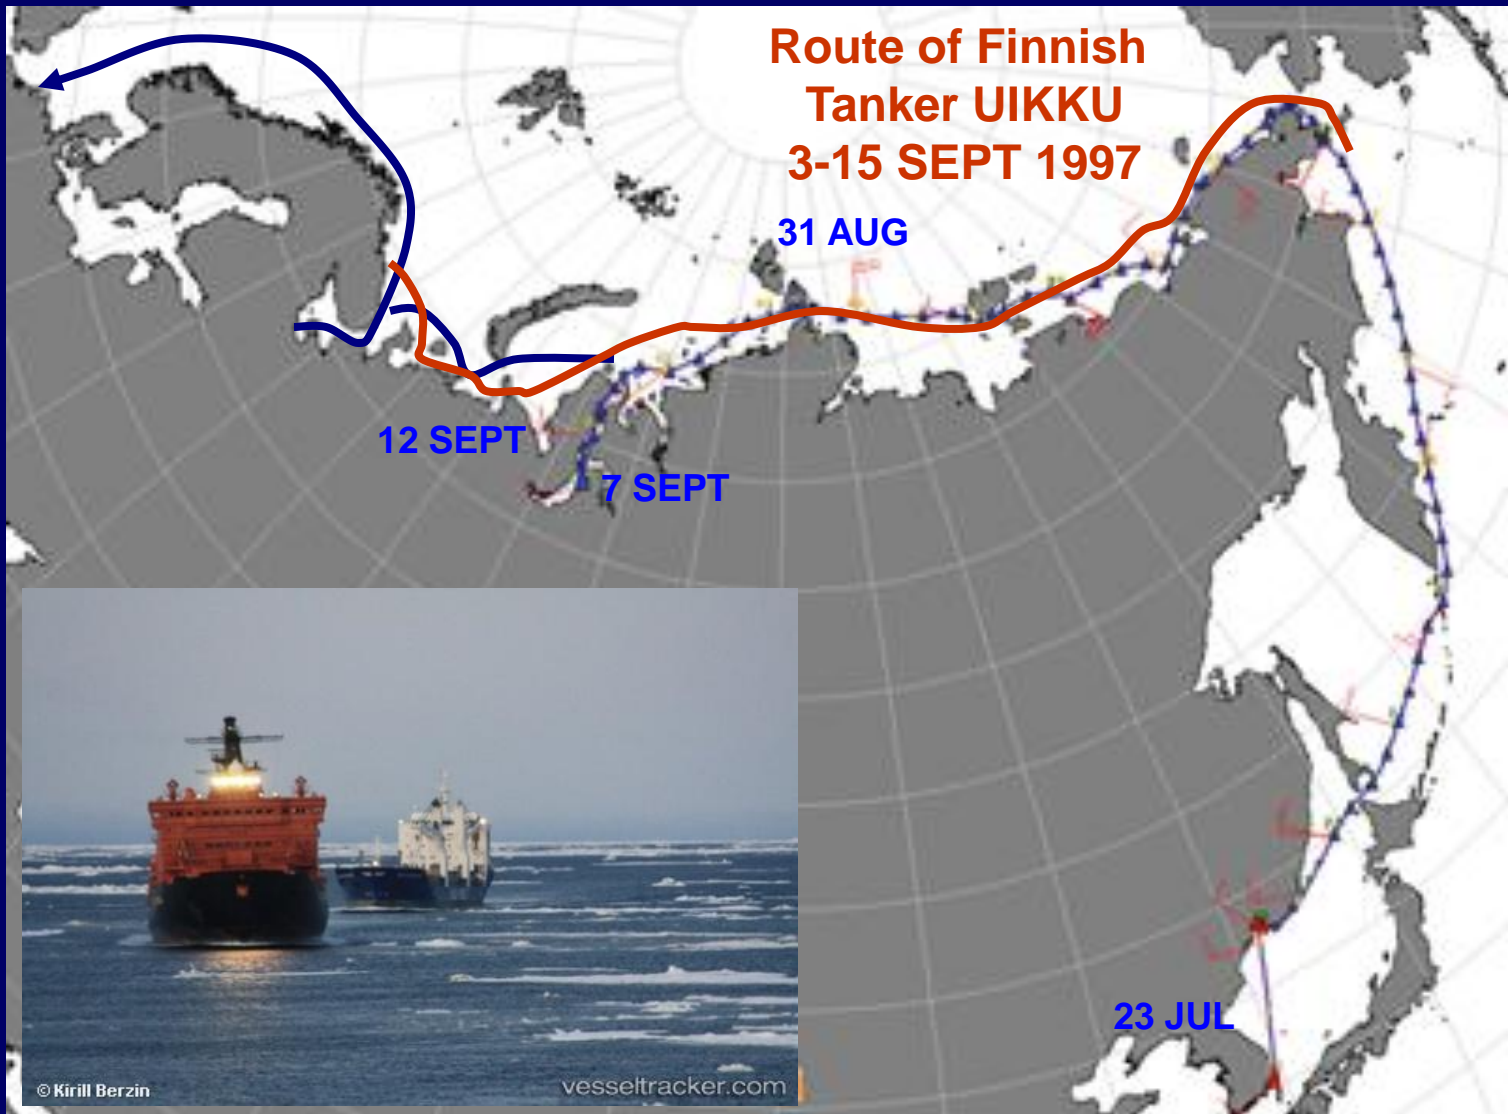 Route of Finnish
Tanker UIKKU
3-15 SEPT 1997
31 AUG
12 SEPT
7 SEPT
23 JUL
© Kirill Berzin
vesseltracker.com